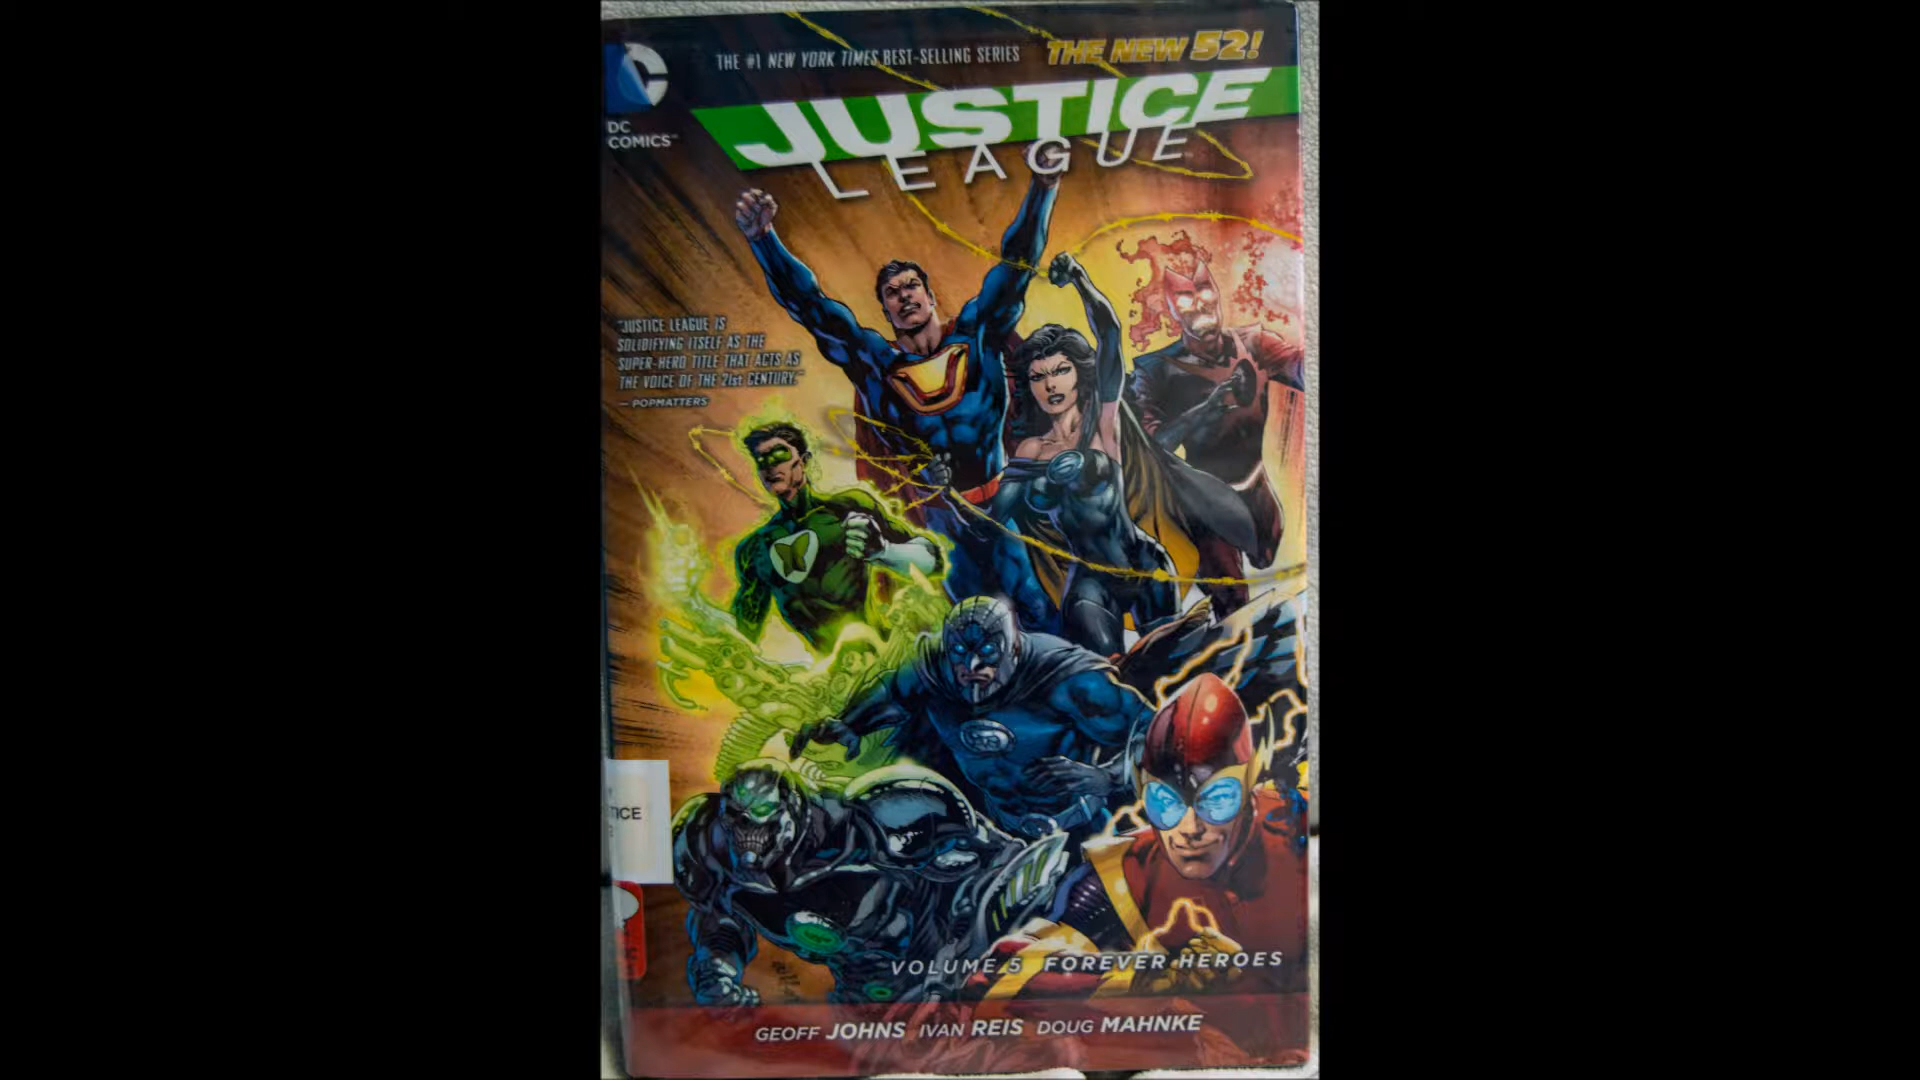 THE #1 NEW YORK TIMES BEST-SELLING SERIES
THE NEW 52!
DC
COMICS™
JUSTICE
LEAGUE
"JUSTICE LEAGUE IS
SOLIDIFYING ITSELF AS THE
SUPER-HERO TITLE THAT ACTS AS
THE VOICE OF THE 21st CENTURY."
— POPMATTERS
TICE
VOLUME 5 FOREVER HEROES
GEOFF JOHNS IVAN REIS DOUG MAHNKE